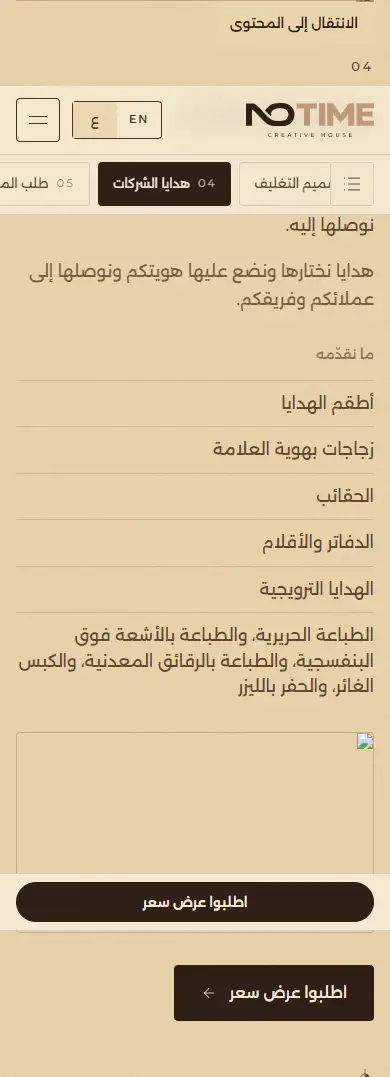 الانتقال إلى المحتوى
04
NOTIME
CREATIVE HOUSE
EN
ع
ميم التغليف
04 هدايا الشركات
05 طلب الم
نوصلها إليه.
هدايا نختارها ونضع عليها هويتكم ونوصلها إلى
عملائكم وفريقكم.
ما نقدّمه
أطقم الهدايا
زجاجات بهوية العلامة
الحقائب
الدفاتر والأقلام
الهدايا الترويجية
الطباعة الحريرية، والطباعة بالأشعة فوق
البنفسجية، والطباعة بالرقائق المعدنية، والكبس
الغائر، والحفر بالليزر
اطلبوا عرض سعر
اطلبوا عرض سعر ←